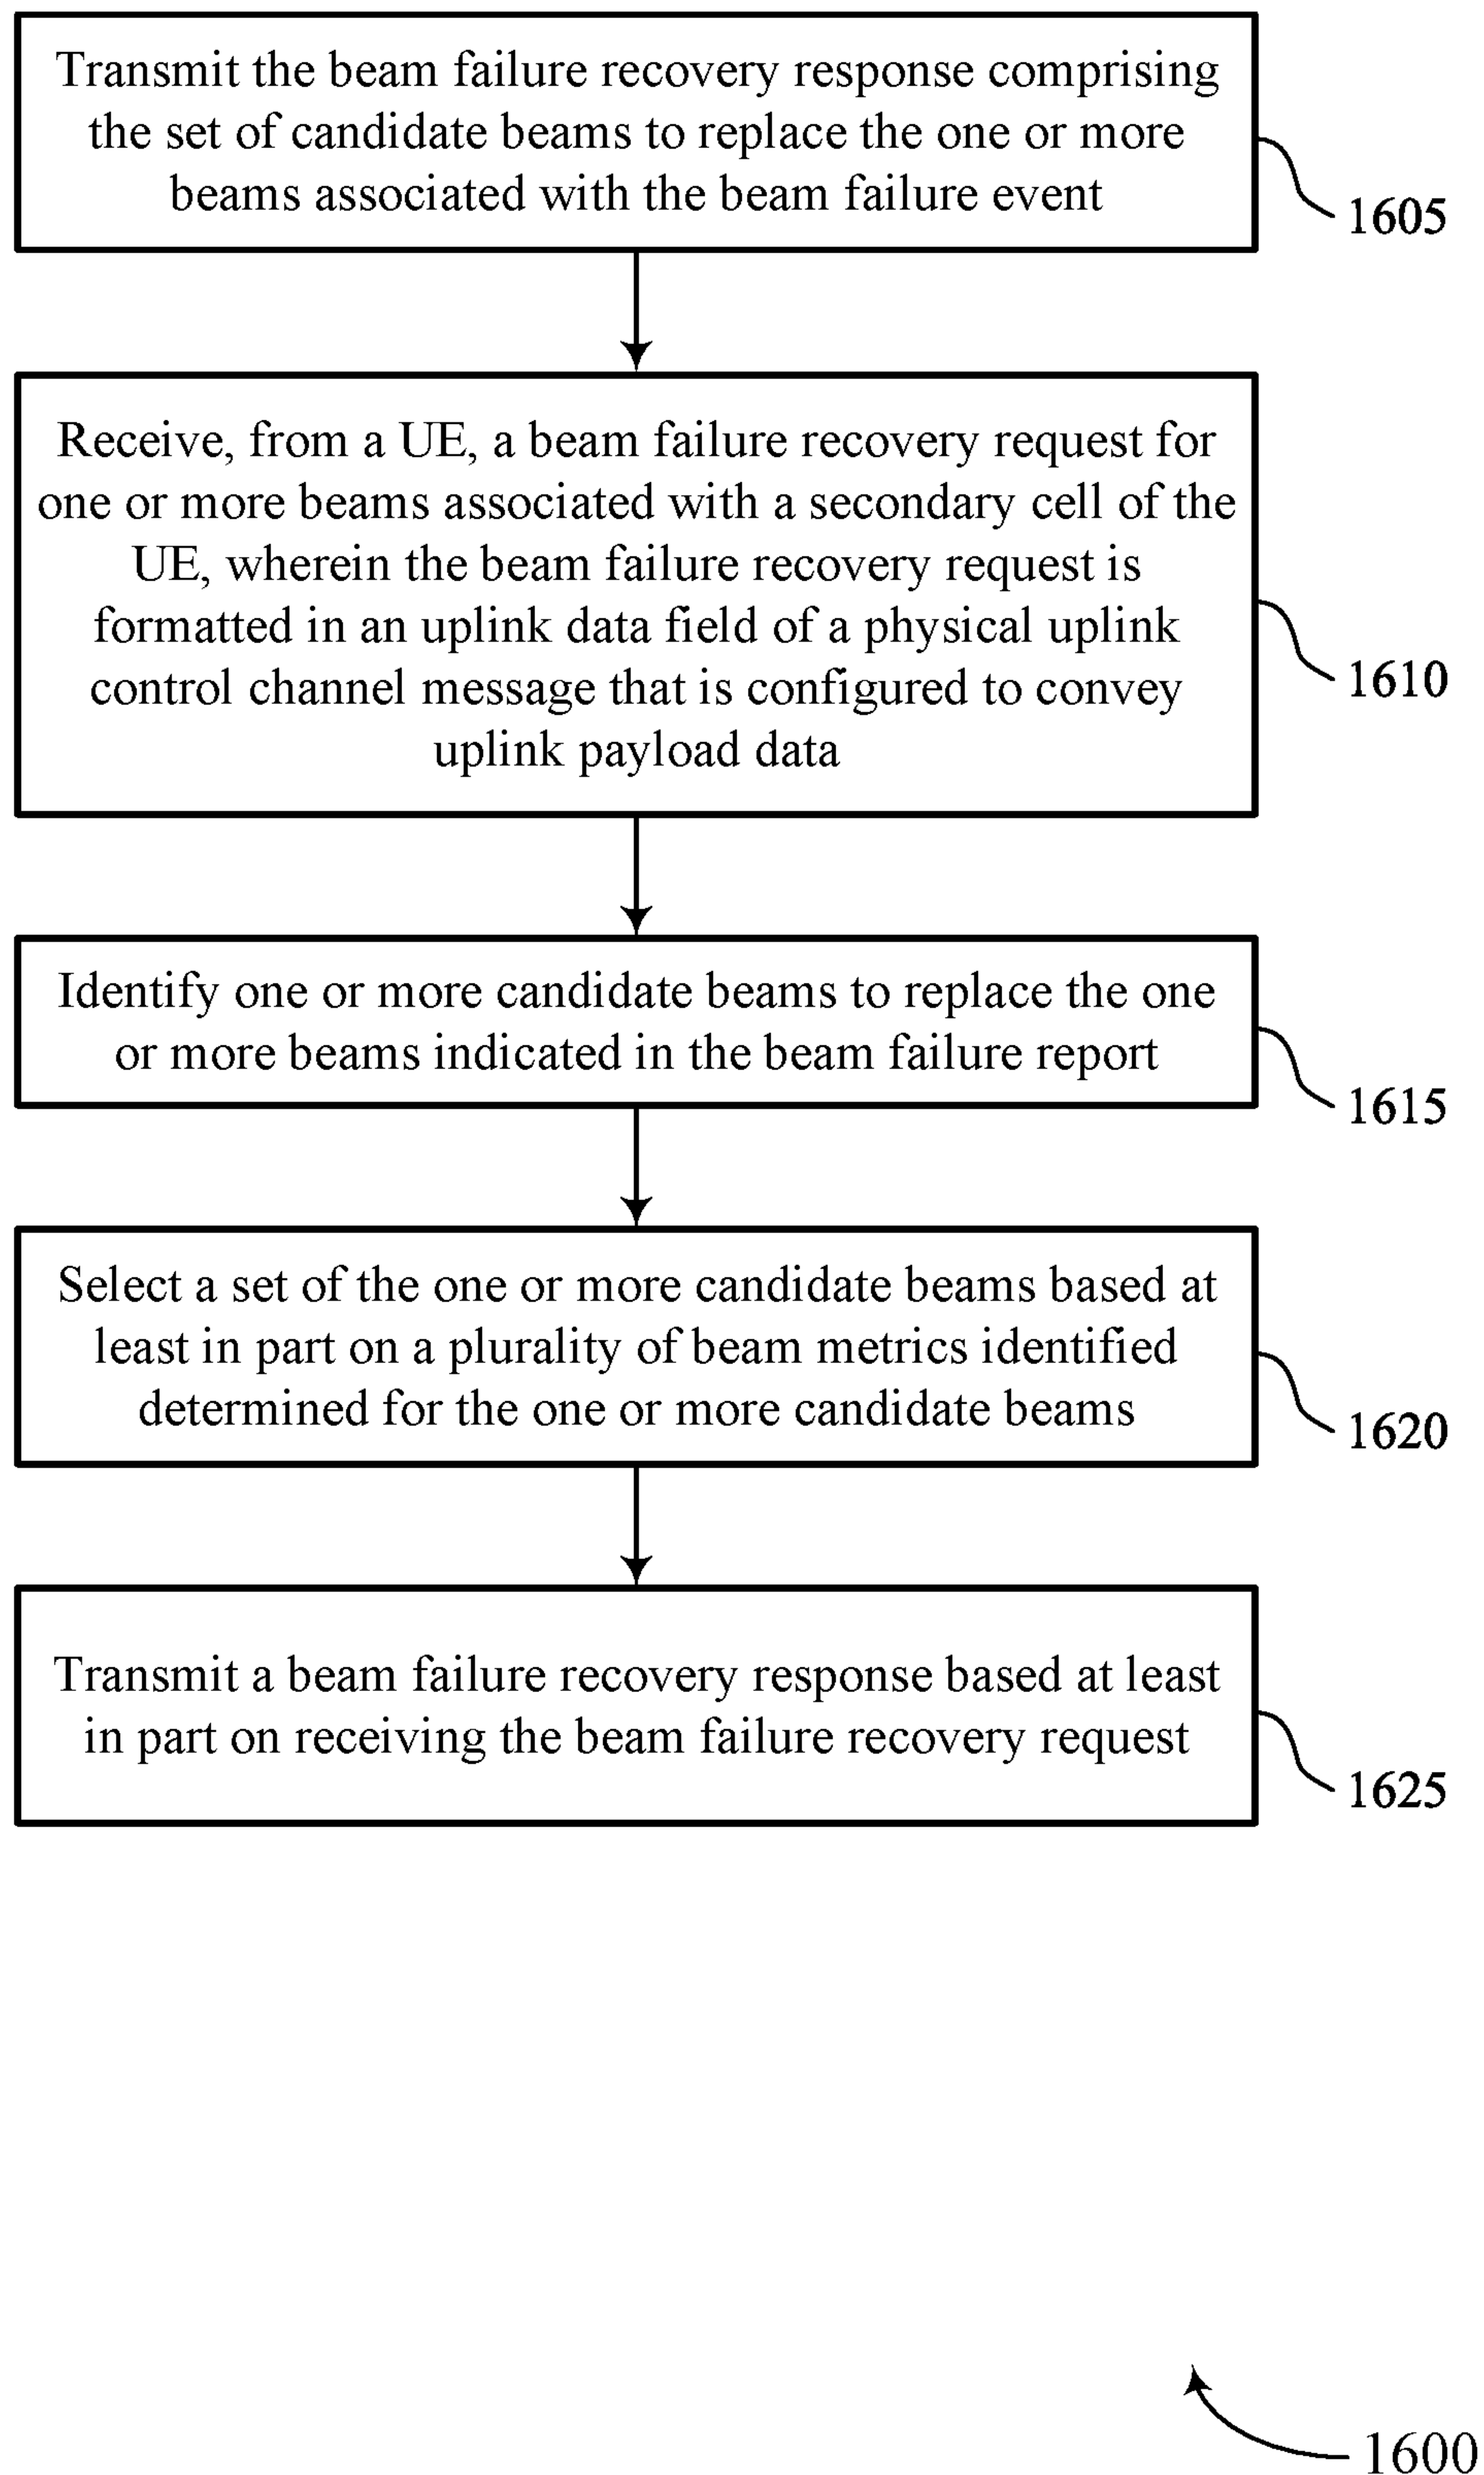 Transmit the beam failure recovery response comprising
the set of candidate beams to replace the one or more
beams associated with the beam failure event
1605
Receive, from a UE, a beam failure recovery request for
one or more beams associated with a secondary cell of the
UE, wherein the beam failure recovery request is
formatted in an uplink data field of a physical uplink
control channel message that is configured to convey
uplink payload data
1610
Identify one or more candidate beams to replace the one
or more beams indicated in the beam failure report
1615
Select a set of the one or more candidate beams based at
least in part on a plurality of beam metrics identified
determined for the one or more candidate beams
1620
Transmit a beam failure recovery response based at least
in part on receiving the beam failure recovery request
1625
1600